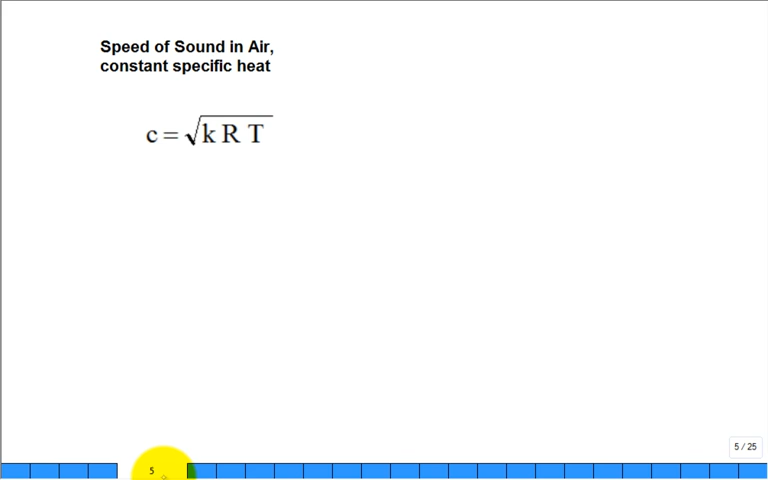 Speed of Sound in Air,
constant specific heat
c = √k R T
5 / 25
5